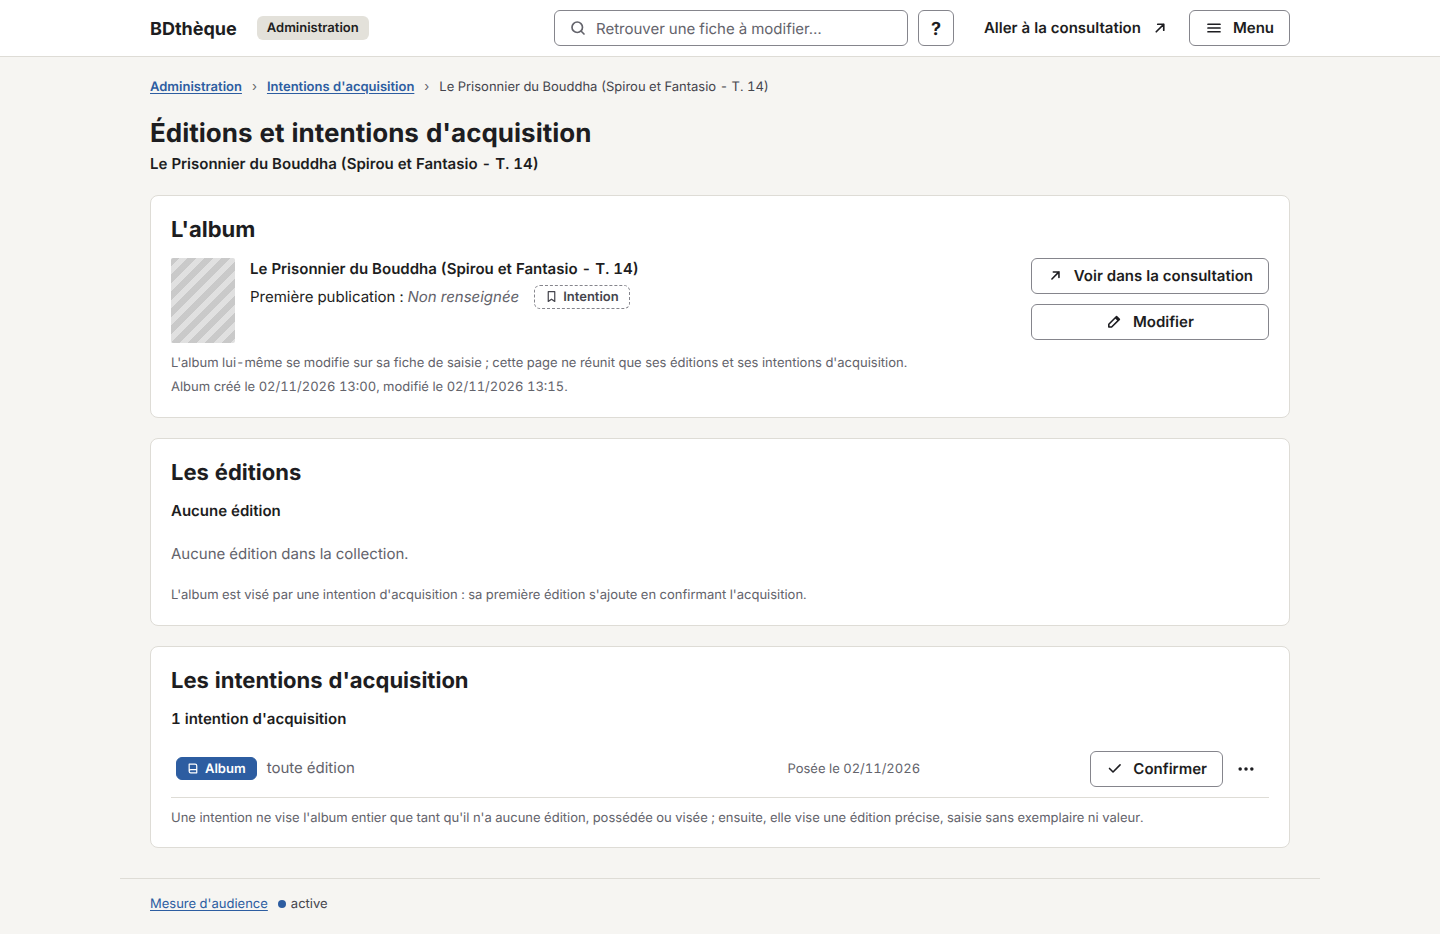 BDthèque
Administration
Retrouver une fiche à modifier...
?
Aller à la consultation
Menu
Administration › Intentions d'acquisition › Le Prisonnier du Bouddha (Spirou et Fantasio - T. 14)
Éditions et intentions d'acquisition
Le Prisonnier du Bouddha (Spirou et Fantasio - T. 14)
L'album
Le Prisonnier du Bouddha (Spirou et Fantasio - T. 14)
Première publication : Non renseignée
Intention
Voir dans la consultation
Modifier
L'album lui-même se modifie sur sa fiche de saisie ; cette page ne réunit que ses éditions et ses intentions d'acquisition.
Album créé le 02/11/2026 13:00, modifié le 02/11/2026 13:15.
Les éditions
Aucune édition
Aucune édition dans la collection.
L'album est visé par une intention d'acquisition : sa première édition s'ajoute en confirmant l'acquisition.
Les intentions d'acquisition
1 intention d'acquisition
Album toute édition
Posée le 02/11/2026
Confirmer
Une intention ne vise l'album entier que tant qu'il n'a aucune édition, possédée ou visée ; ensuite, elle vise une édition précise, saisie sans exemplaire ni valeur.
Mesure d'audience
active